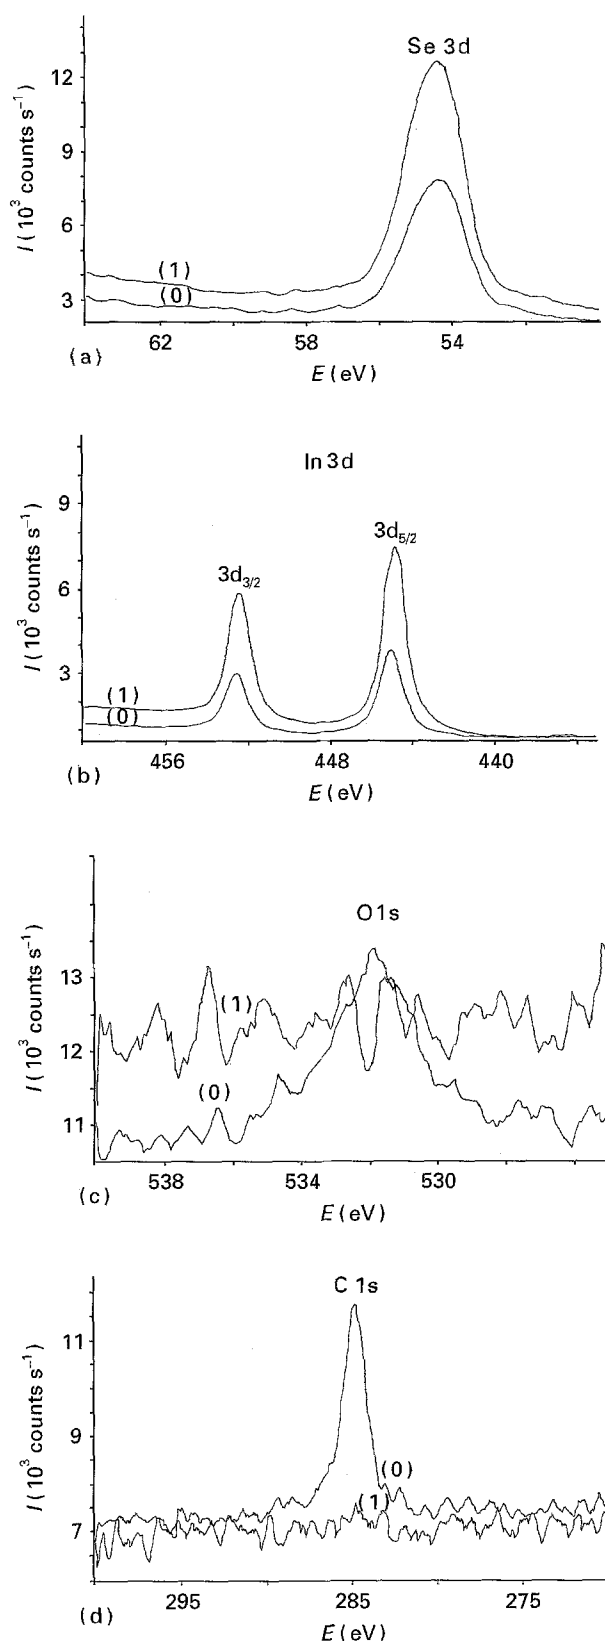 Se 3d
12
9
6
3
I (10³ counts s⁻¹)
(1)
(0)
62
58
54
(a)
E (eV)
In 3d
9
6
3
I (10³ counts s⁻¹)
3d₃/₂
3d₅/₂
(1)
(0)
456
448
440
(b)
E (eV)
O1s
13
12
11
I (10³ counts s⁻¹)
(1)
(0)
538
534
530
(c)
E (eV)
C 1s
11
9
7
I (10³ counts s⁻¹)
(0)
(1)
295
285
275
(d)
E (eV)